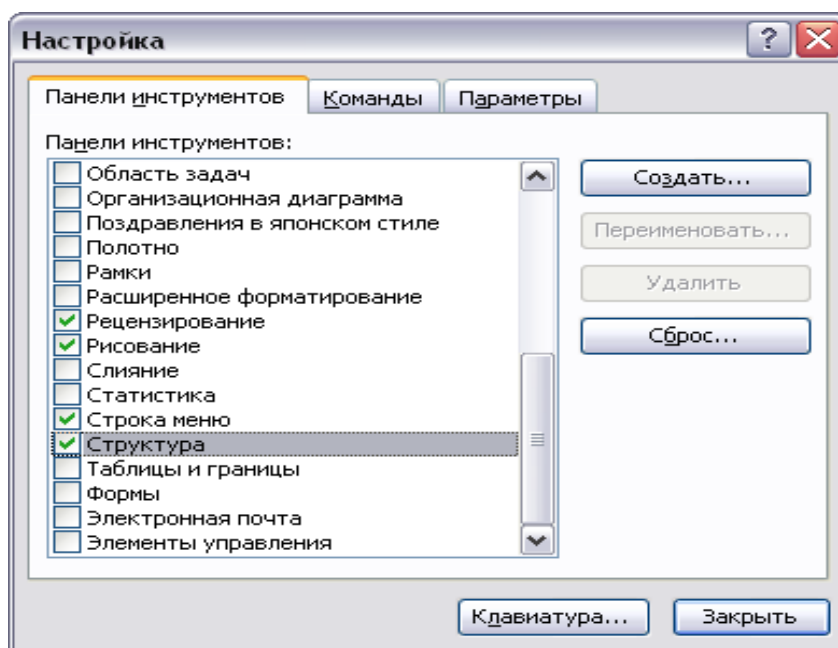 Настройка
Панели инструментов Команды Параметры
Панели инструментов:
Область задач
Организационная диаграмма
Поздравления в японском стиле
Полотно
Рамки
Расширенное форматирование
Рецензирование
Рисование
Слияние
Статистика
Строка меню
Структура
Таблицы и границы
Формы
Электронная почта
Элементы управления
Создать...
Переименовать...
Удалить
Сброс...
Клавиатура... Закрыть